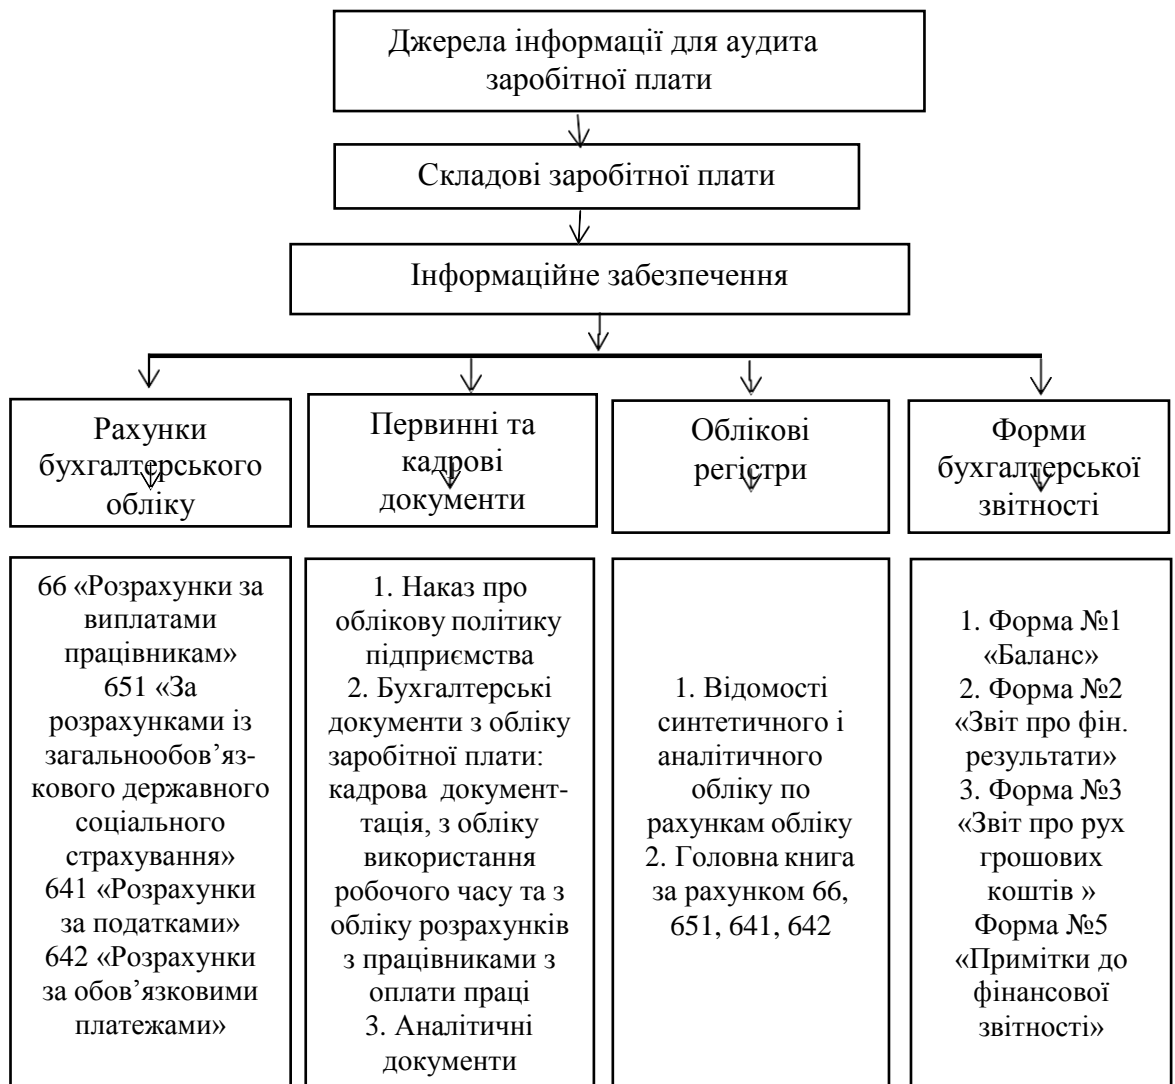 Джерела інформації для аудита
заробітної плати
Складові заробітної плати
Інформаційне забезпечення
Рахунки
бухгалтерського
обліку
Первинні та
кадрові
документи
Облікові
регістри
Форми
бухгалтерської
звітності
66 «Розрахунки за
виплатами
працівникам»
651 «За
розрахунками із
загальнообов’яз-
кового державного
соціального
страхування»
641 «Розрахунки
за податками»
642 «Розрахунки
за обов’язковими
платежами»
1. Наказ про
облікову політику
підприємства
2. Бухгалтерські
документи з обліку
заробітної плати:
кадрова документ-
тація, з обліку
використання
робочого часу та з
обліку розрахунків
з працівниками з
оплати праці
3. Аналітичні
документи
1. Відомості
синтетичного і
аналітичного
обліку по
рахункам обліку
2. Головна книга
за рахунком 66,
651, 641, 642
1. Форма №1
«Баланс»
2. Форма №2
«Звіт про фін.
результати»
3. Форма №3
«Звіт про рух
грошових
коштів »
Форма №5
«Примітки до
фінансової
звітності»